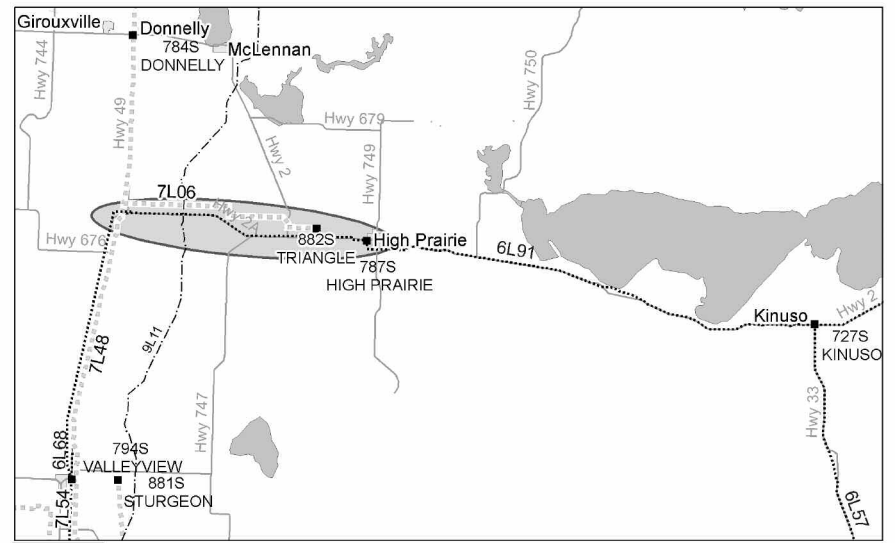 Girouxville
Donnelly
784S
DONNELLY
McLennan
Hwy 744
Hwy 49
Hwy 750
Hwy 679
Hwy 2
Hwy 749
7L06
Hwy 2A
882S
TRIANGLE
High Prairie
787S
HIGH PRAIRIE
Hwy 676
6L91
9L11
7L48
Kinuso
Hwy 2
727S
KINUSO
Hwy 747
Hwy 33
6L68
794S
VALLEYVIEW
881S
STURGEON
7L54
6L57